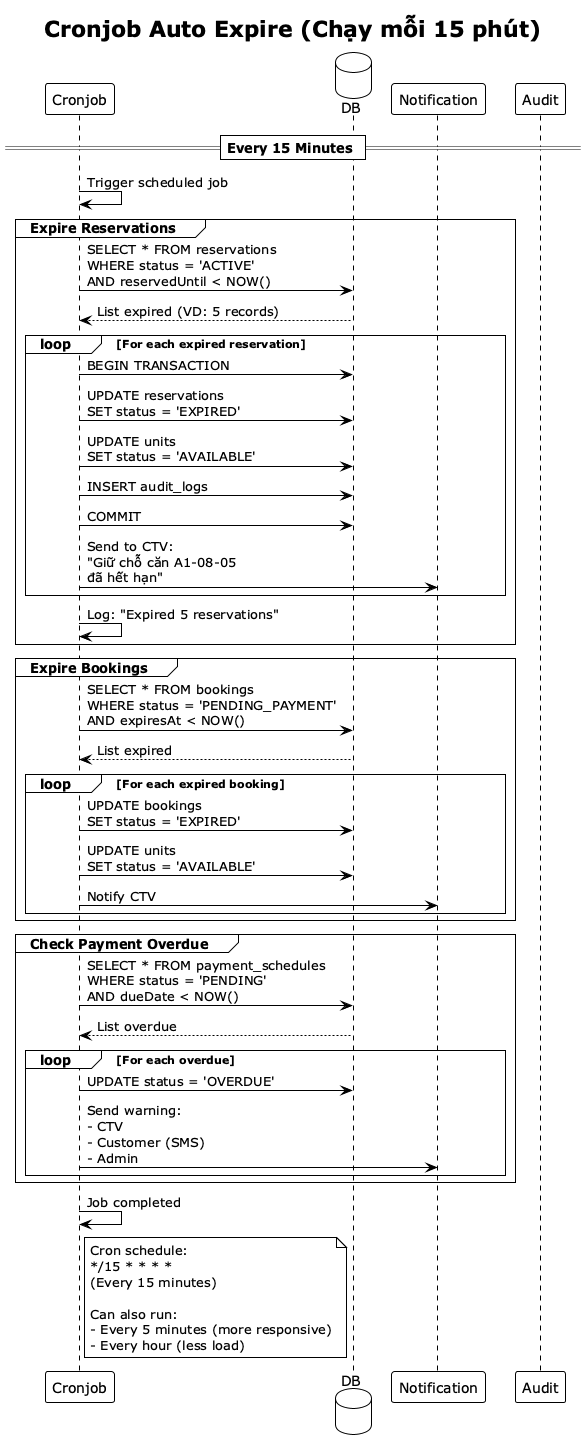 Cronjob Auto Expire (Chạy mỗi 15 phút)
Cronjob
DB
Notification
Audit
Every 15 Minutes
Trigger scheduled job
Expire Reservations
SELECT * FROM reservations
WHERE status = 'ACTIVE'
AND reservedUntil < NOW()
List expired (VD: 5 records)
loop [For each expired reservation]
BEGIN TRANSACTION
UPDATE reservations
SET status = 'EXPIRED'
UPDATE units
SET status = 'AVAILABLE'
INSERT audit_logs
COMMIT
Send to CTV:
"Giữ chỗ căn A1-08-05
đã hết hạn"
Log: "Expired 5 reservations"
Expire Bookings
SELECT * FROM bookings
WHERE status = 'PENDING_PAYMENT'
AND expiresAt < NOW()
List expired
loop [For each expired booking]
UPDATE bookings
SET status = 'EXPIRED'
UPDATE units
SET status = 'AVAILABLE'
Notify CTV
Check Payment Overdue
SELECT * FROM payment_schedules
WHERE status = 'PENDING'
AND dueDate < NOW()
List overdue
loop [For each overdue]
UPDATE status = 'OVERDUE'
Send warning:
- CTV
- Customer (SMS)
- Admin
Job completed
Cron schedule:
*/15 * * * *
(Every 15 minutes)
Can also run:
- Every 5 minutes (more responsive)
- Every hour (less load)
Cronjob
DB
Notification
Audit